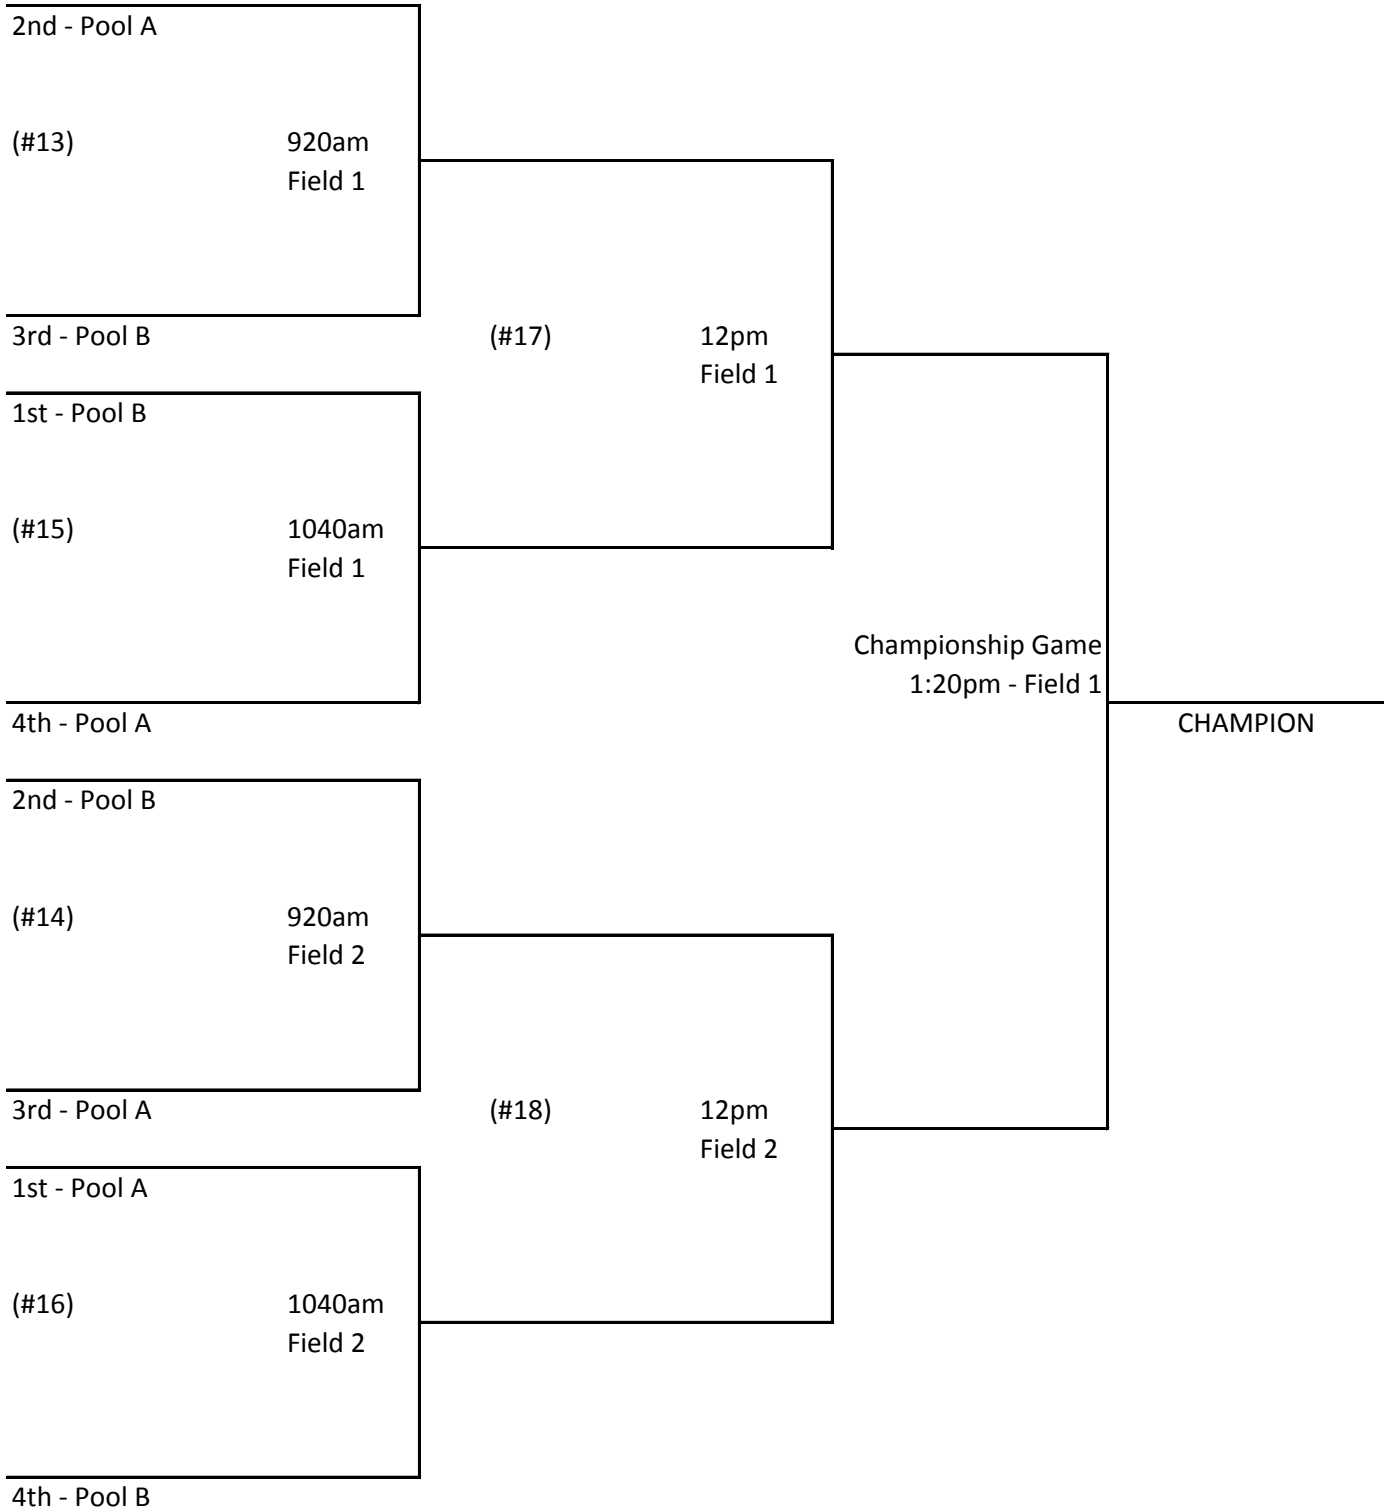 2nd - Pool A
(#13) 920am
Field 1
3rd - Pool B
(#17) 12pm
Field 1
1st - Pool B
(#15) 1040am
Field 1
Championship Game
1:20pm - Field 1
4th - Pool A
CHAMPION
2nd - Pool B
(#14) 920am
Field 2
3rd - Pool A
(#18) 12pm
Field 2
1st - Pool A
(#16) 1040am
Field 2
4th - Pool B